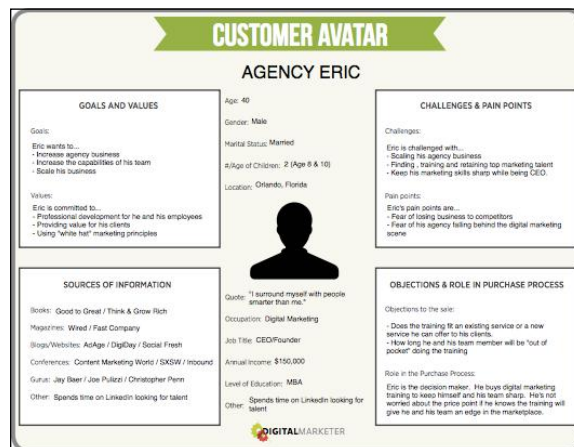 CUSTOMER AVATAR
AGENCY ERIC
GOALS AND VALUES
Goals:
Eric wants to...
- Increase agency business
- Increase the capabilities of his team
- Scale his business
Values:
Eric is committed to...
- Professional development for he and his employees
- Providing value for his clients
- Using "white hat" marketing principles
Age: 40
Gender: Male
Marital Status: Married
#/Age of Children: 2 (Age 8 & 10)
Location: Orlando, Florida
CHALLENGES & PAIN POINTS
Challenges:
Eric is challenged with...
- Scaling his agency business
- Finding , training and retaining top marketing talent
- Keep his marketing skills sharp while being CEO.
Pain points:
Eric's pain points are...
- Fear of losing business to competitors
- Fear of his agency falling behind the digital marketing
scene
SOURCES OF INFORMATION
Books: Good to Great / Think & Grow Rich
Magazines: Wired / Fast Company
Blogs/Websites: AdAge / DigiDay / Social Fresh
Conferences: Content Marketing World / SXSW / Inbound
Gurus: Jay Baer / Joe Pulizzi / Christopher Penn
Other: Spends time on LinkedIn looking for talent
Quote: "I surround myself with people
smarter than me."
Occupation: Digital Marketing
Job Title: CEO/Founder
Annual Income: $150,000
Level of Education: MBA
Other: Spends time on LinkedIn looking for
talent
OBJECTIONS & ROLE IN PURCHASE PROCESS
Objections to the sale:
- Does the training fit an existing service or a new
service he can offer to his clients.
- How long he and his team member will be "out of
pocket" doing the training
Role in the Purchase Process:
Eric is the decision maker. He buys digital marketing
training to keep himself and his team sharp. He's not
worried about the price point if he knows the training will
give he and his team an edge in the marketplace.
DIGITALMARKETER